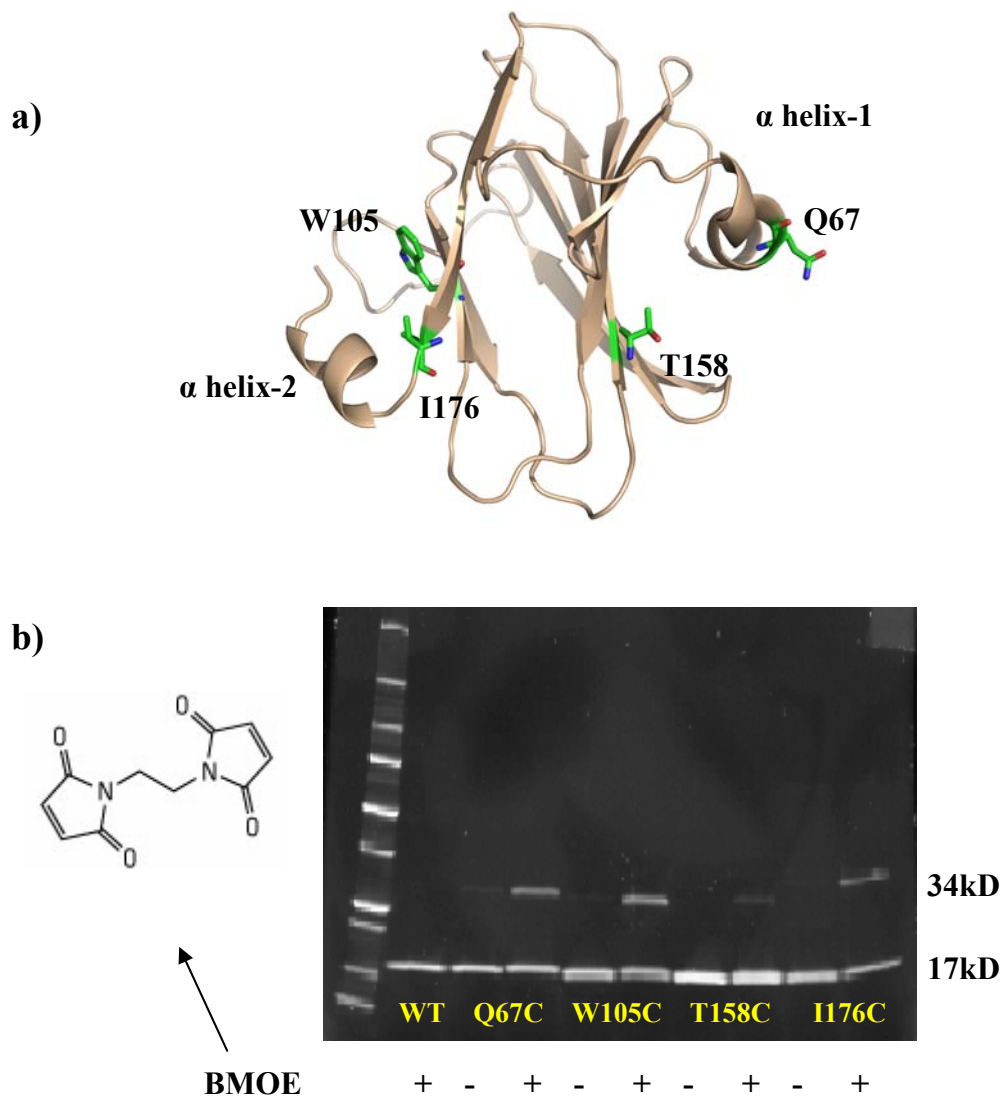 a)
α helix-1
W105
Q67
T158
α helix-2
I176
b)
O
O
N
N
O
O
34kD
17kD
WT Q67C W105C T158C I176C
BMOE + - + - + - + - +